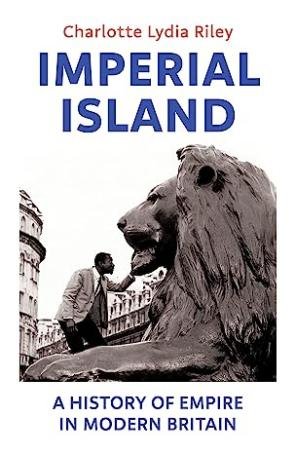 Charlotte Lydia Riley
IMPERIAL
ISLAND
A HISTORY OF EMPIRE
IN MODERN BRITAIN